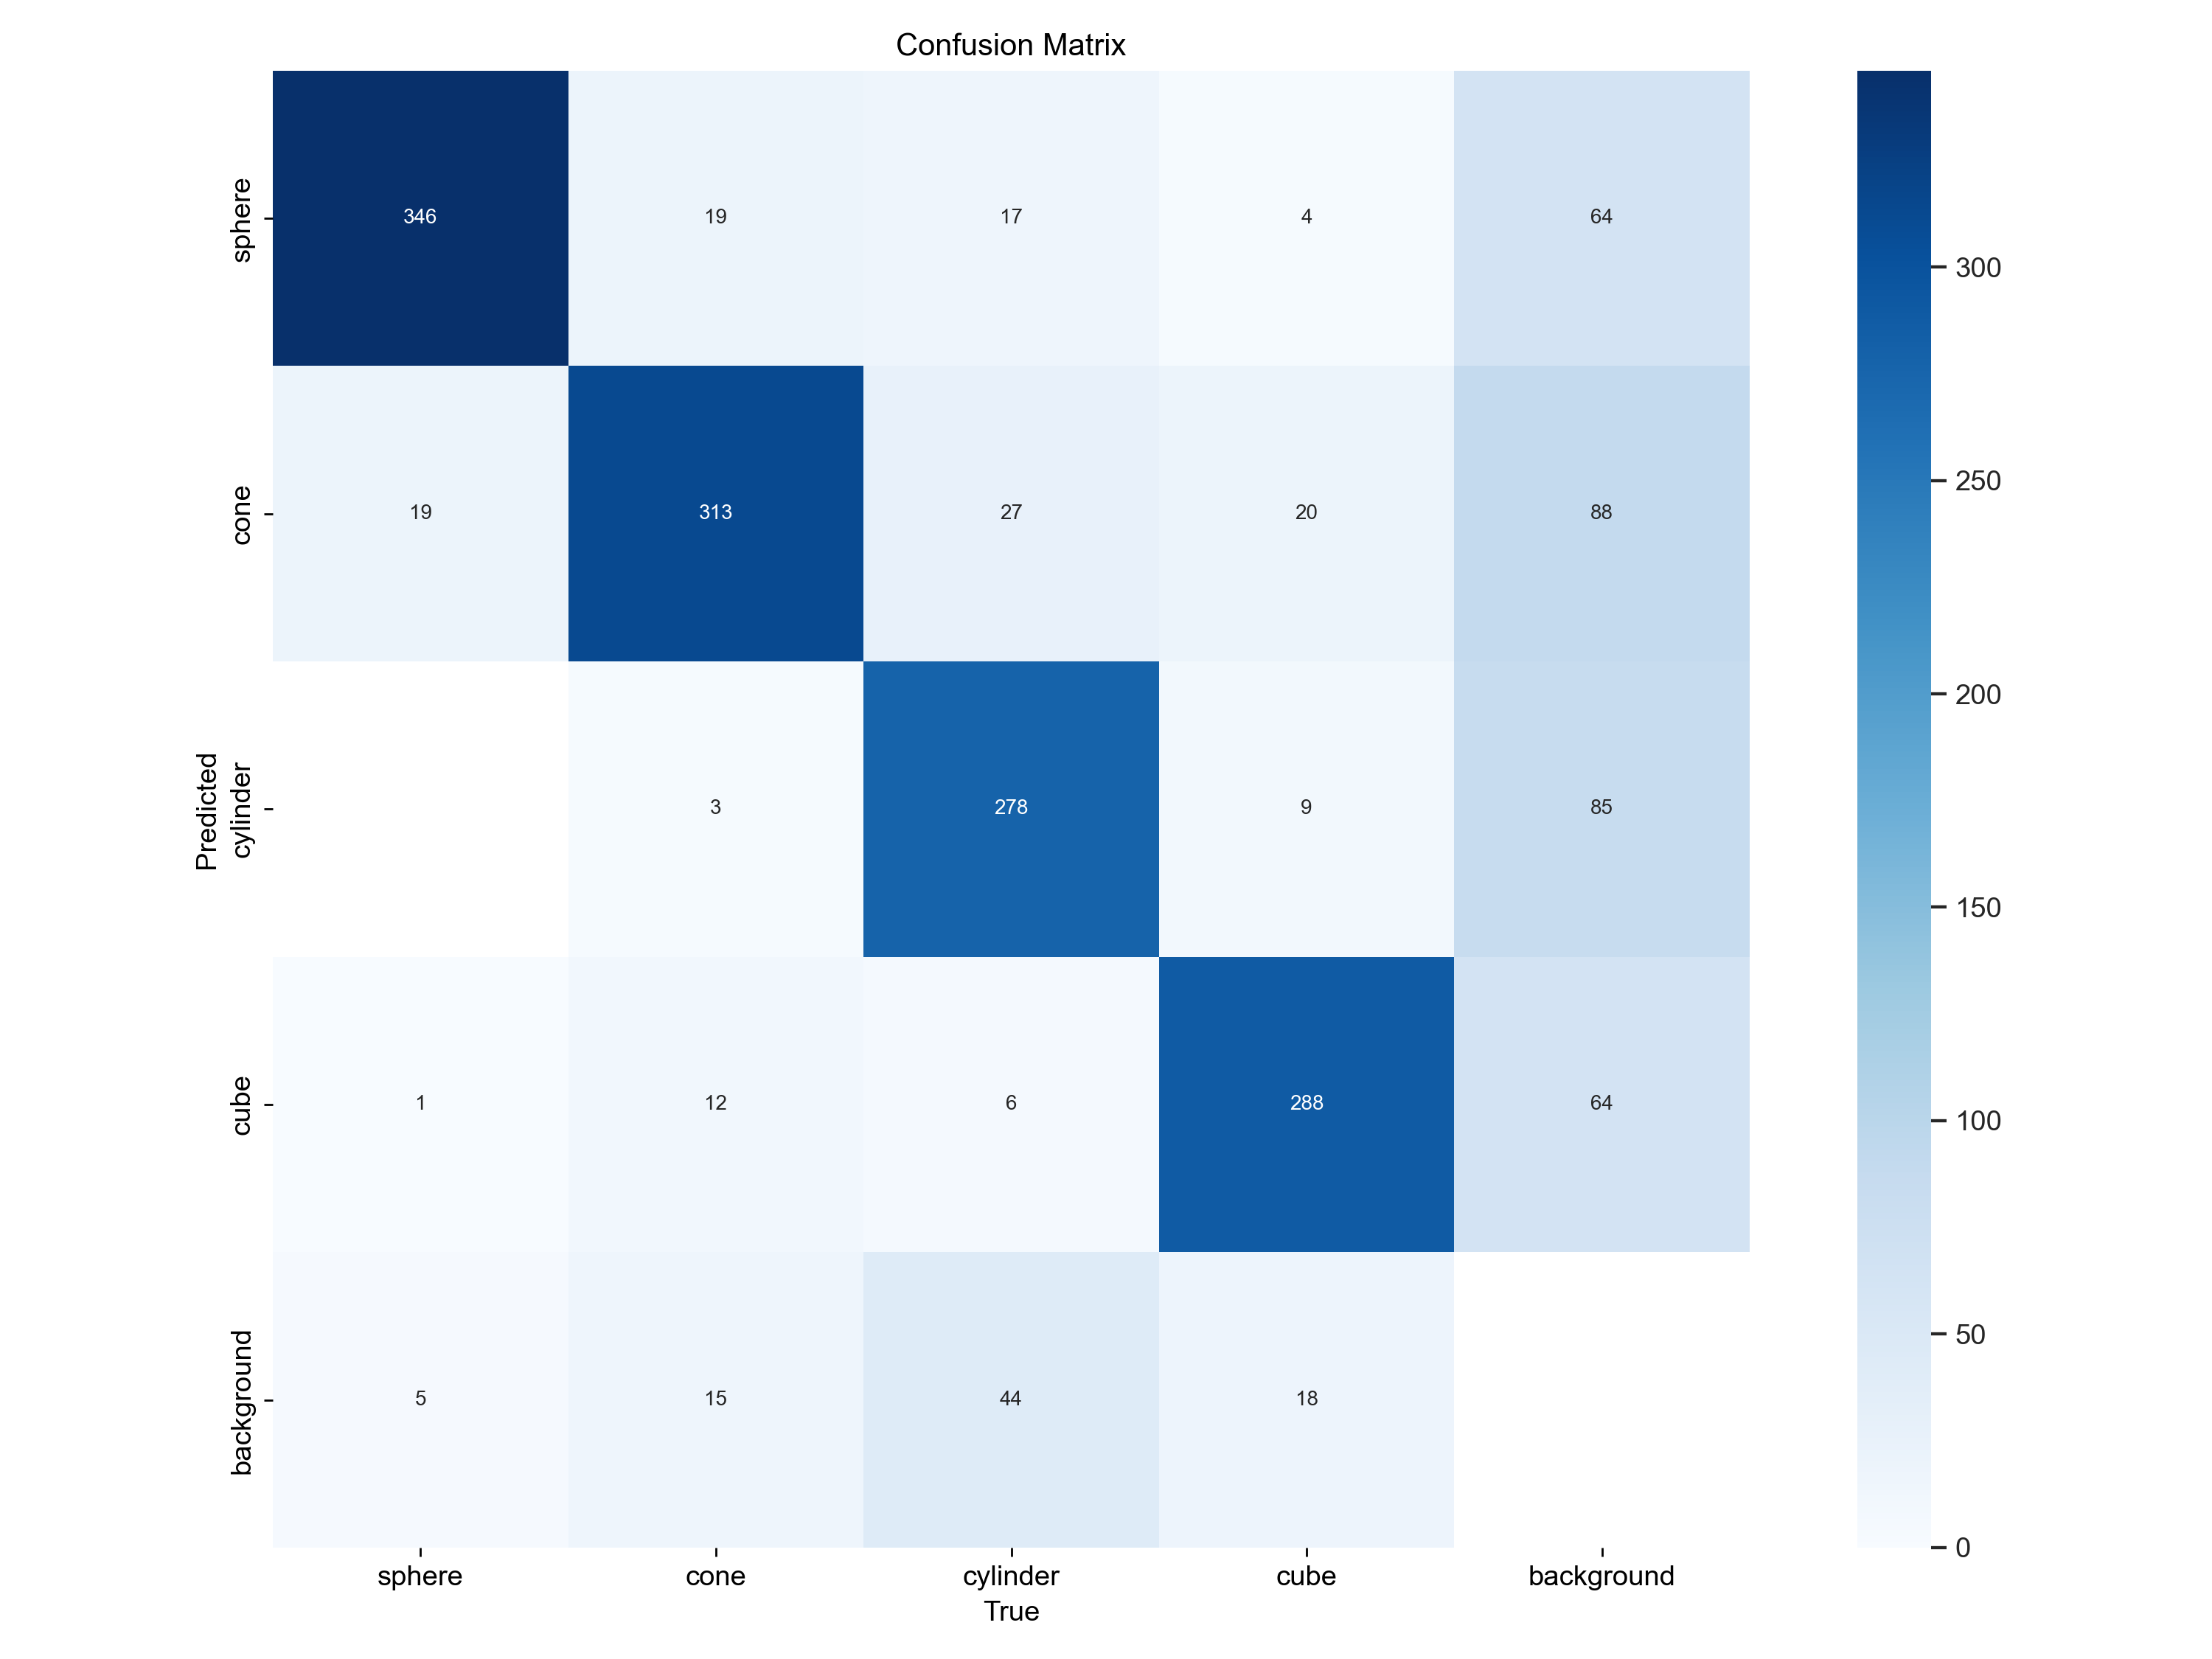 Confusion Matrix
sphere
346 19 17 4 64
cone
19 313 27 20 88
Predicted
cylinder
3 278 9 85
cube
1 12 6 288 64
background
5 15 44 18
sphere cone cylinder cube background
True
300
250
200
150
100
50
0